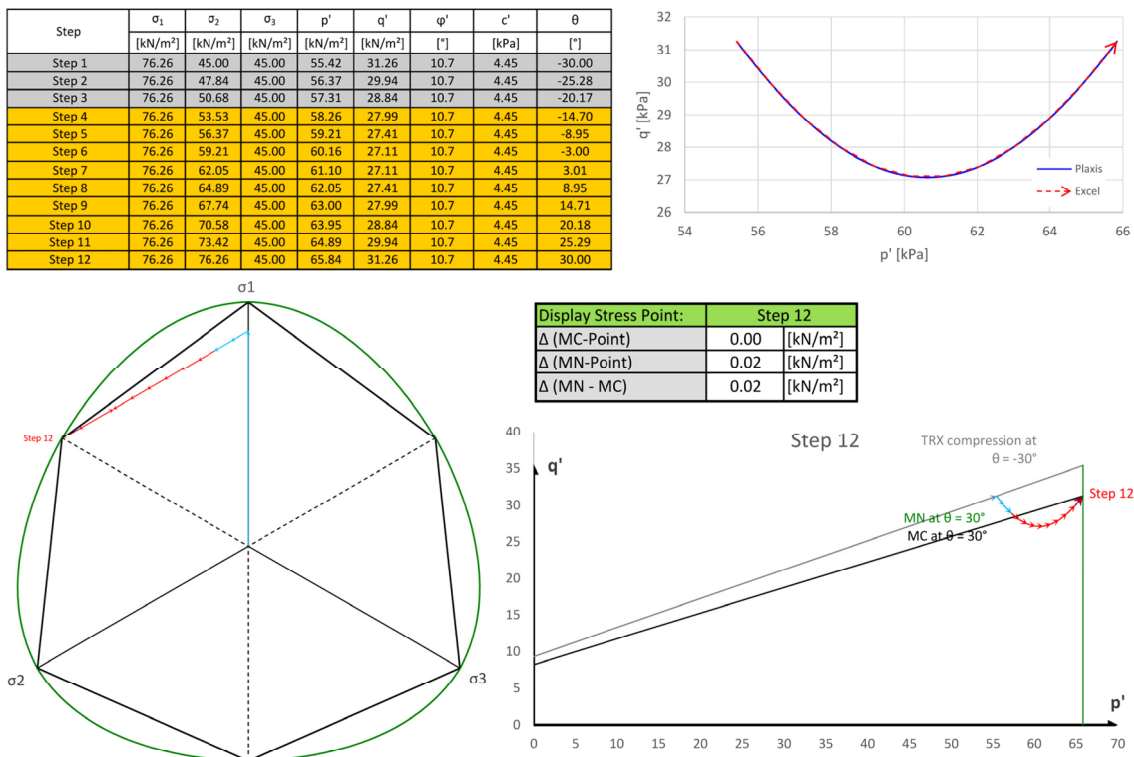 Step σ1 σ2 σ3 p' q' φ' c' θ
[kN/m²] [kN/m²] [kN/m²] [kPa] [kN/m²] [°] [kPa] [°]
Step 1 76.26 45.00 45.00 55.42 31.26 10.7 4.45 -30.00
Step 2 76.26 47.84 45.00 56.37 29.94 10.7 4.45 -25.28
Step 3 76.26 50.68 45.00 57.31 28.84 10.7 4.45 -20.17
Step 4 76.26 53.53 45.00 58.26 27.99 10.7 4.45 -14.70
Step 5 76.26 56.37 45.00 59.21 27.41 10.7 4.45 -8.95
Step 6 76.26 59.21 45.00 60.16 27.11 10.7 4.45 -3.00
Step 7 76.26 62.05 45.00 61.10 27.11 10.7 4.45 3.01
Step 8 76.26 64.89 45.00 62.05 27.41 10.7 4.45 8.95
Step 9 76.26 67.74 45.00 63.00 27.99 10.7 4.45 14.71
Step 10 76.26 70.58 45.00 63.95 28.84 10.7 4.45 20.18
Step 11 76.26 73.42 45.00 64.89 29.94 10.7 4.45 25.29
Step 12 76.26 76.26 45.00 65.84 31.26 10.7 4.45 30.00
32
31
30
29
28
27
26
q' [kPa]
Plaxis
Excel
54 56 58 60 62 64 66
p' [kPa]
σ1
Step 12
σ2
σ3
Display Stress Point: Step 12
Δ (MC-Point) 0.00 [kN/m²]
Δ (MN-Point) 0.02 [kN/m²]
Δ (MN - MC) 0.02 [kN/m²]
Step 12
q'
40
35
30
25
20
15
10
5
0
TRX compression at
θ = -30°
Step 12
MN at θ = 30°
MC at θ = 30°
p'
0 5 10 15 20 25 30 35 40 45 50 55 60 65 70